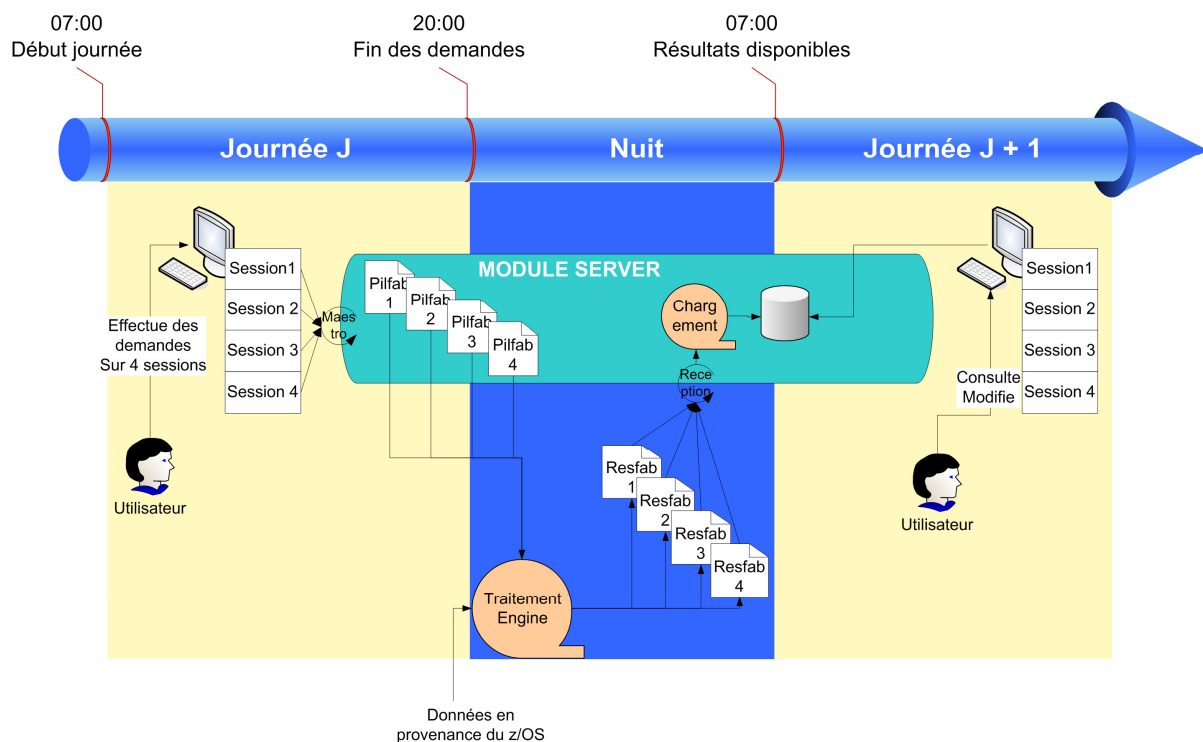 07:00
Début journée
20:00
Fin des demandes
07:00
Résultats disponibles
Journée J
Nuit
Journée J + 1
MODULE SERVER
Session1
Session 2
Session 3
Session 4
Effectue des
demandes
Sur 4 sessions
Utilisateur
Maes
tro
Pilfab
1
Pilfab
2
Pilfab
3
Pilfab
4
Charg
ement
Rece
ption
Resfab
1
Resfab
2
Resfab
3
Resfab
4
Traitement
Engine
Données en
provenance du z/OS
Session1
Session 2
Session 3
Session 4
Consulte
Modifie
Utilisateur